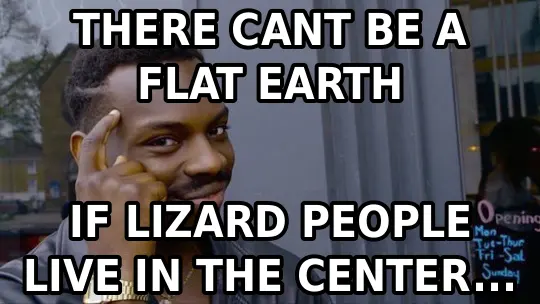 THERE CANT BE A
FLAT EARTH
IF LIZARD PEOPLE
LIVE IN THE CENTER...
Opening
Mon
Tue-Thur
Fri-Sat
Sunday